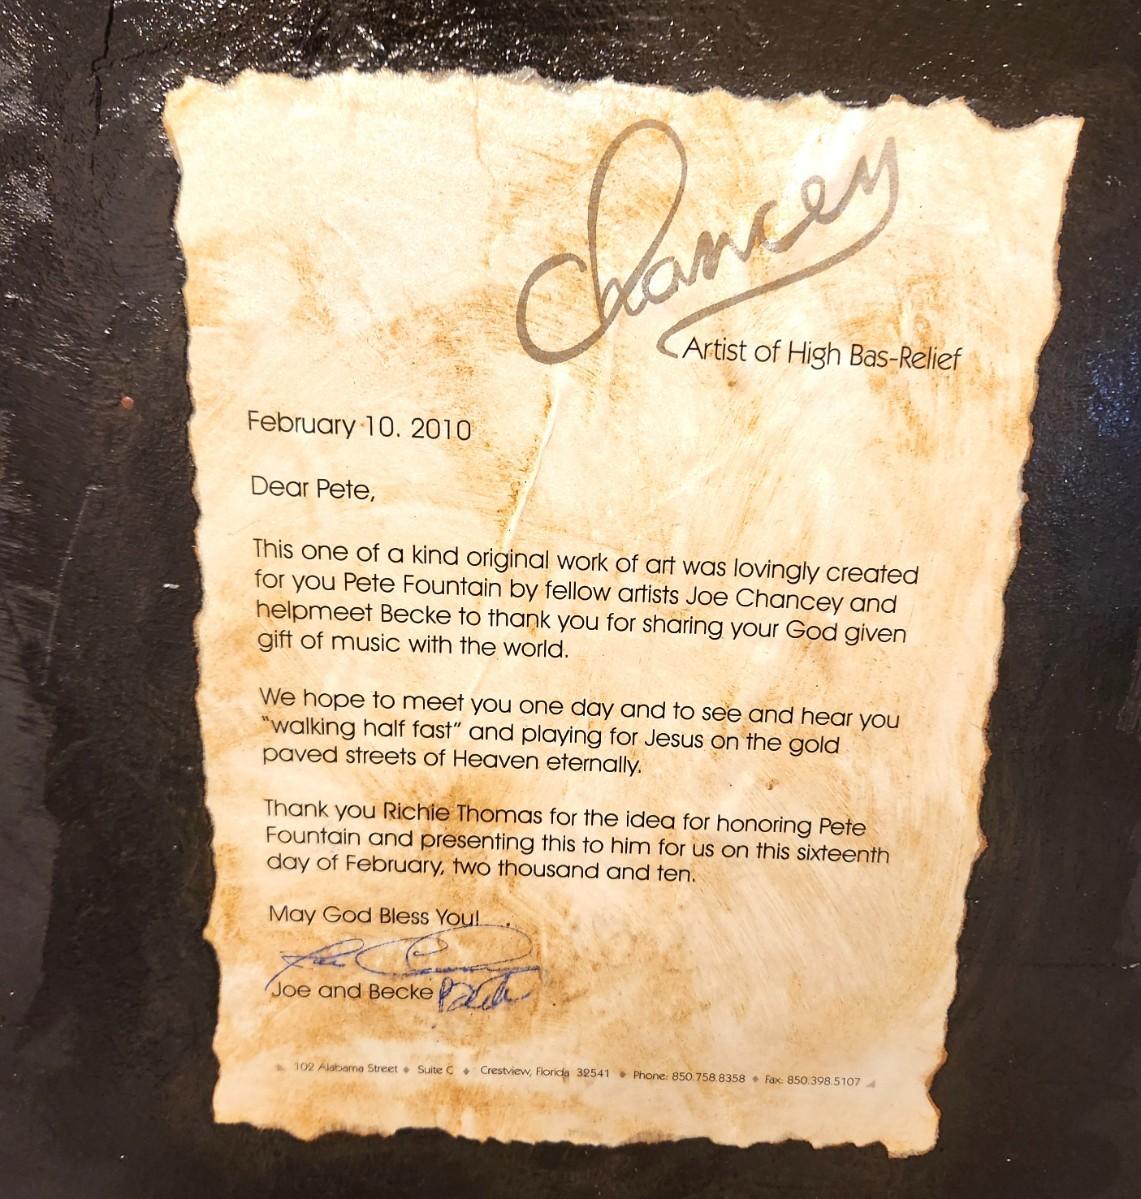 Chancey
Artist of High Bas-Relief
February 10. 2010
Dear Pete,
This one of a kind original work of art was lovingly created
for you Pete Fountain by fellow artists Joe Chancey and
helpmeet Becke to thank you for sharing your God given
gift of music with the world.
We hope to meet you one day and to see and hear you
"walking half fast" and playing for Jesus on the gold
paved streets of Heaven eternally.
Thank you Richie Thomas for the idea for honoring Pete
Fountain and presenting this to him for us on this sixteenth
day of February, two thousand and ten.
May God Bless You!
Joe and Becke
102 Alabama Street ♦ Suite C ♦ Crestview, Florida 32541 ♦ Phone: 850.758.8358 ♦ Fax: 850.398.5107